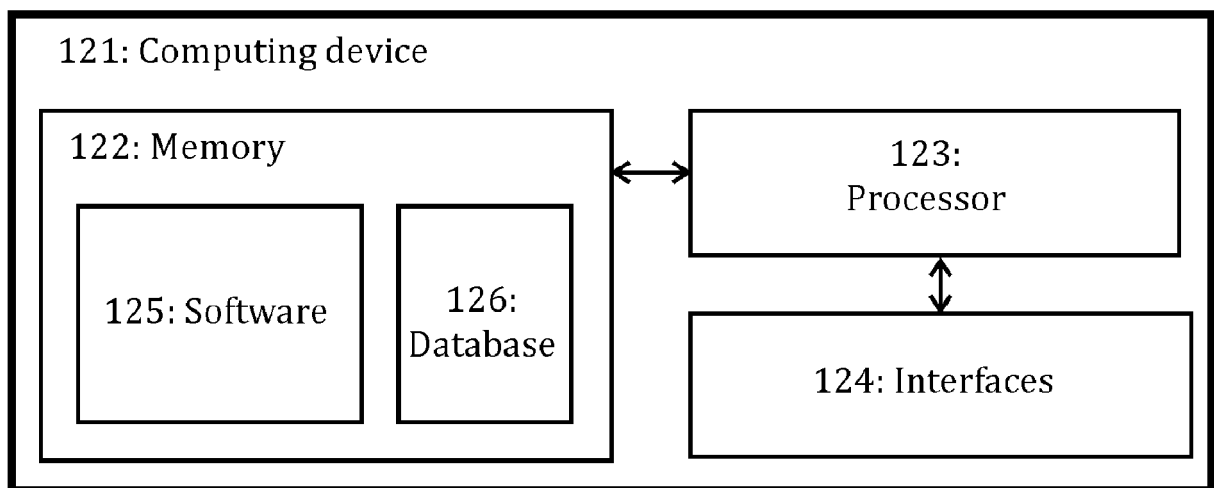 121: Computing device
122: Memory
123:
Processor
125: Software
126:
Database
124: Interfaces